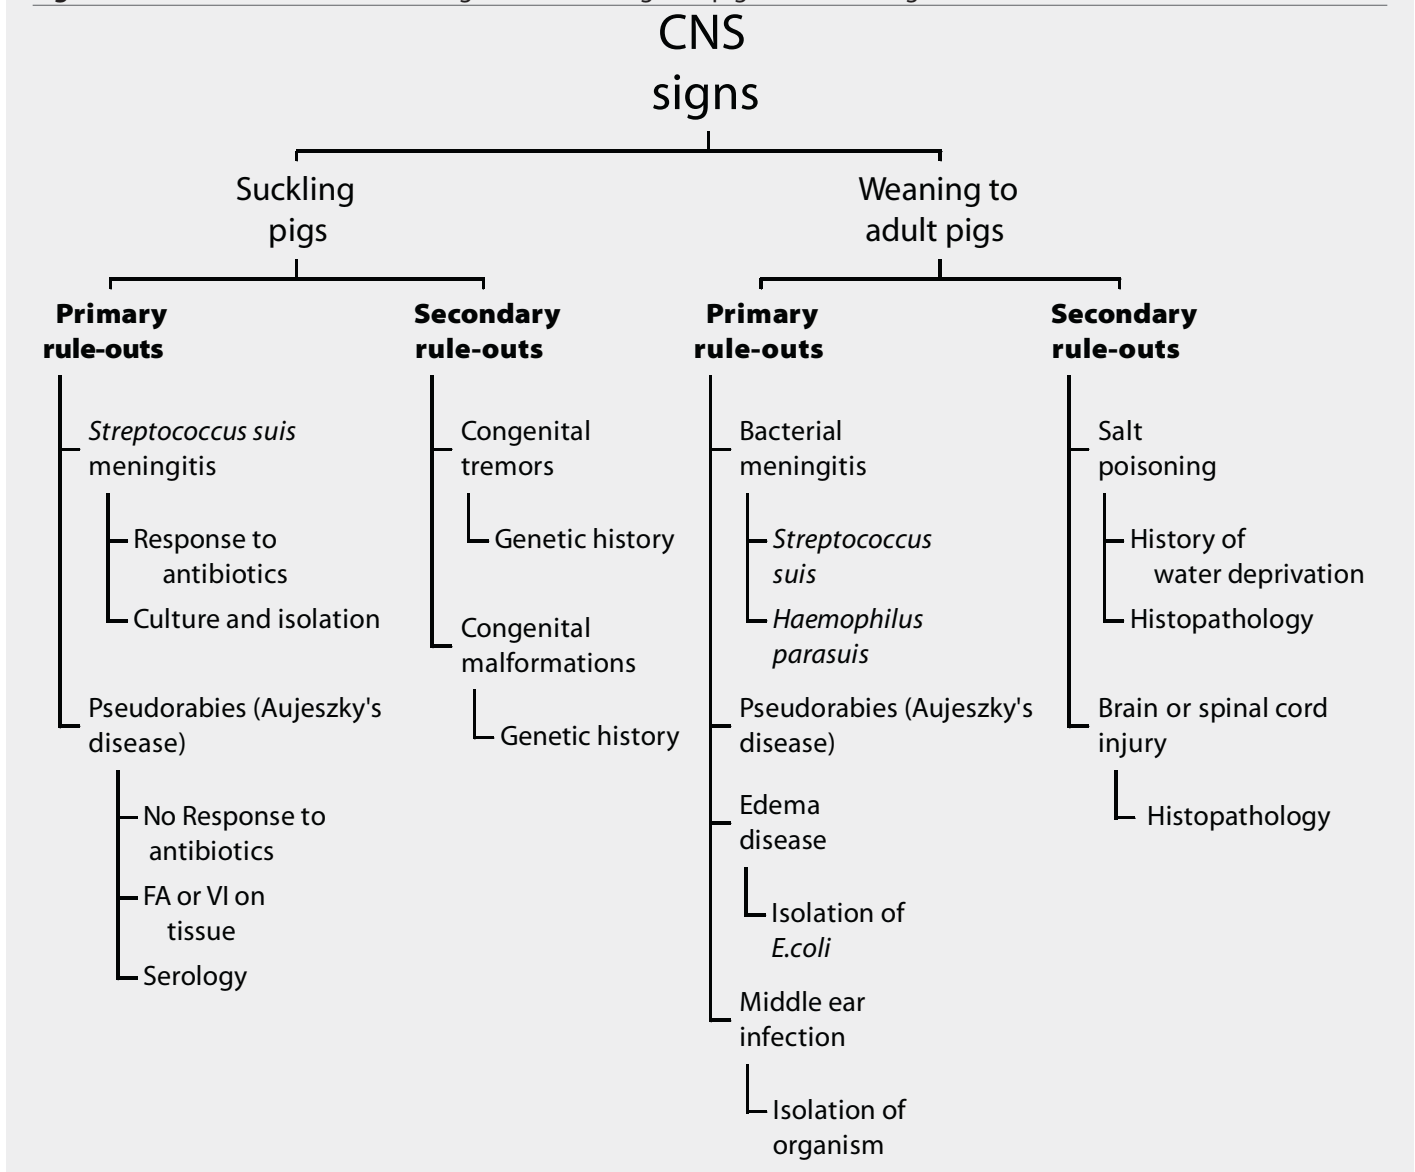 CNS
signs
Suckling
pigs
Weaning to
adult pigs
Primary
rule-outs
Streptococcus suis
meningitis
Response to
antibiotics
Culture and isolation
Pseudorabies (Aujeszky's
disease)
No Response to
antibiotics
FA or VI on
tissue
Serology
Secondary
rule-outs
Congenital
tremors
Genetic history
Congenital
malformations
Genetic history
Primary
rule-outs
Bacterial
meningitis
Streptococcus
suis
Haemophilus
parasuis
Pseudorabies (Aujeszky's
disease)
Edema
disease
Isolation of
E.coli
Middle ear
infection
Isolation of
organism
Secondary
rule-outs
Salt
poisoning
History of
water deprivation
Histopathology
Brain or spinal cord
injury
Histopathology